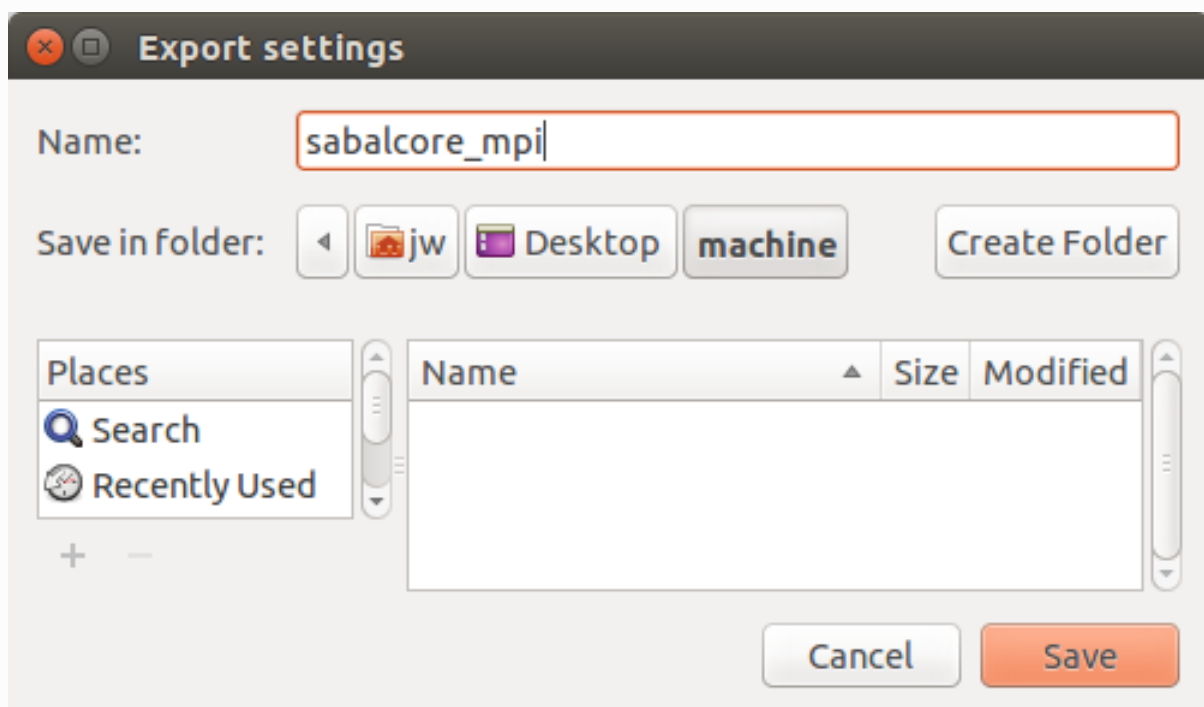 Export settings
Name: sabalcore_mpi
Save in folder: jw Desktop machine Create Folder
Places Name Size Modified
Search
Recently Used
Cancel Save